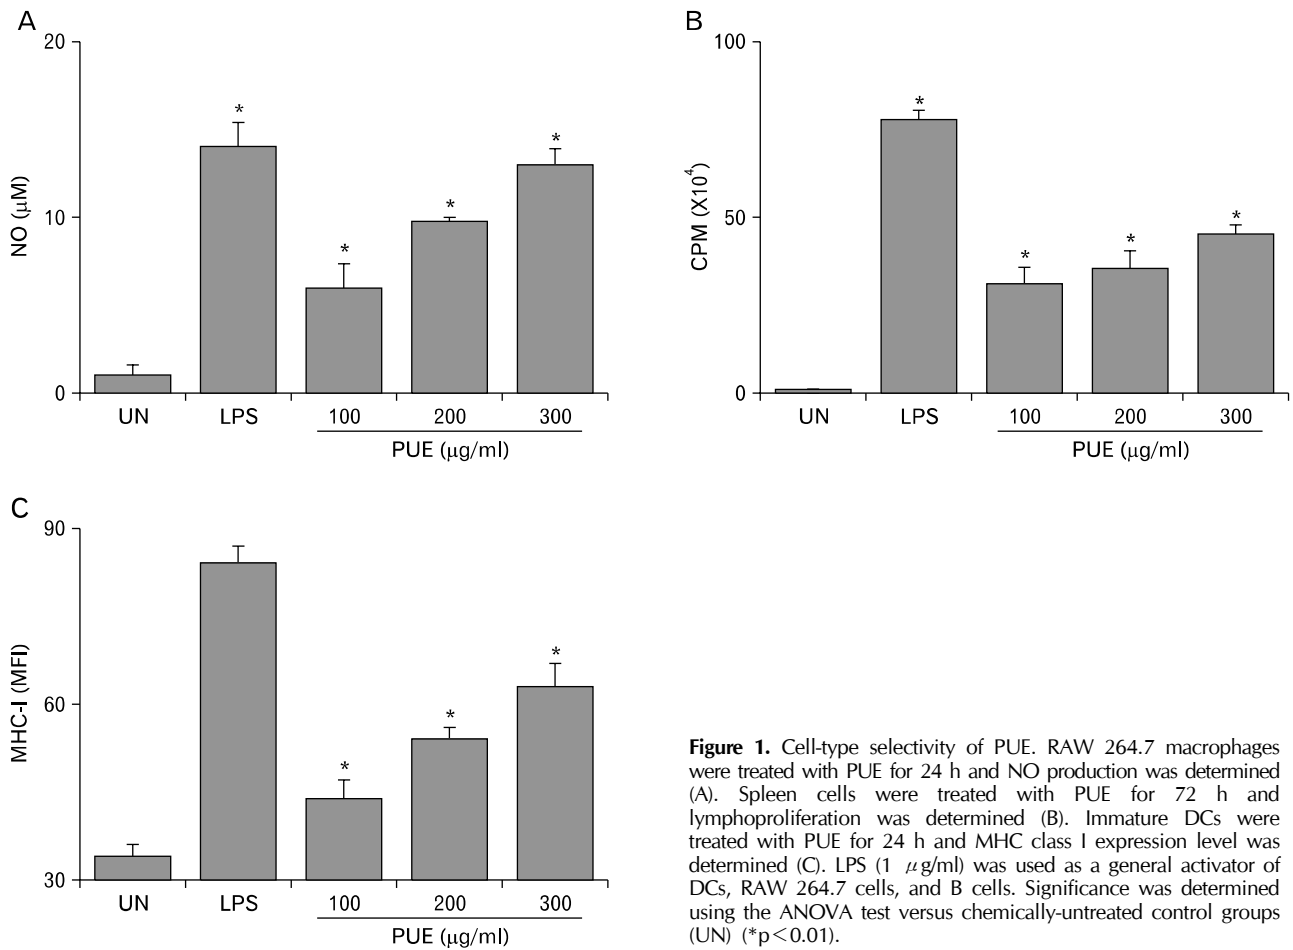 A
20
10
0
NO (μM)
*
*
*
*
UN LPS 100 200 300
PUE (μg/ml)
B
100
50
0
CPM (X10⁴)
*
*
*
*
UN LPS 100 200 300
PUE (μg/ml)
C
90
60
30
MHC-I (MFI)
*
*
*
UN LPS 100 200 300
PUE (μg/ml)
Figure 1. Cell-type selectivity of PUE. RAW 264.7 macrophages
were treated with PUE for 24 h and NO production was determined
(A). Spleen cells were treated with PUE for 72 h and
lymphoproliferation was determined (B). Immature DCs were
treated with PUE for 24 h and MHC class I expression level was
determined (C). LPS (1 μg/ml) was used as a general activator of
DCs, RAW 264.7 cells, and B cells. Significance was determined
using the ANOVA test versus chemically-untreated control groups
(UN) (*p<0.01).